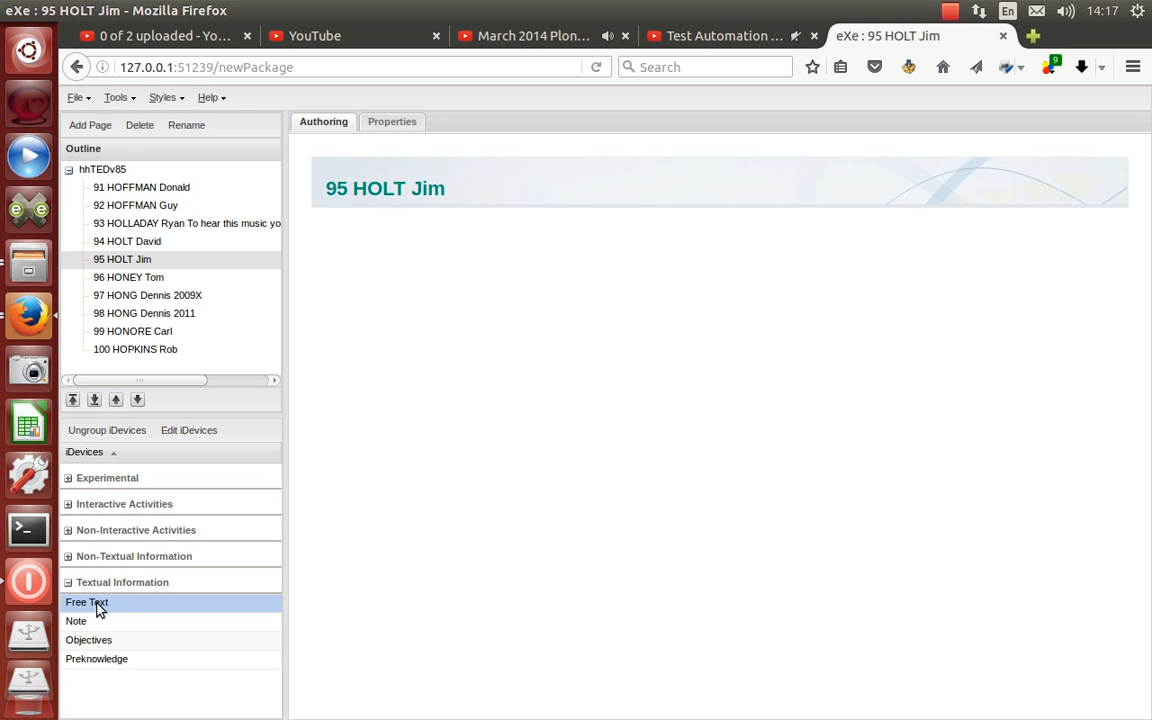 eXe : 95 HOLT Jim - Mozilla Firefox
En
14:17
0 of 2 uploaded - Yo...
YouTube
March 2014 Plon...
Test Automation ...
eXe : 95 HOLT Jim
127.0.0.1:51239/newPackage
Search
9
File
Tools
Styles
Help
Add Page
Delete
Rename
Authoring
Properties
Outline
hhTEDv85
91 HOFFMAN Donald
92 HOFFMAN Guy
93 HOLLADAY Ryan To hear this music yo
94 HOLT David
95 HOLT Jim
96 HONEY Tom
97 HONG Dennis 2009X
98 HONG Dennis 2011
99 HONORE Carl
100 HOPKINS Rob
95 HOLT Jim
Ungroup iDevices
Edit iDevices
iDevices
Experimental
Interactive Activities
Non-Interactive Activities
Non-Textual Information
Textual Information
Free Text
Note
Objectives
Preknowledge